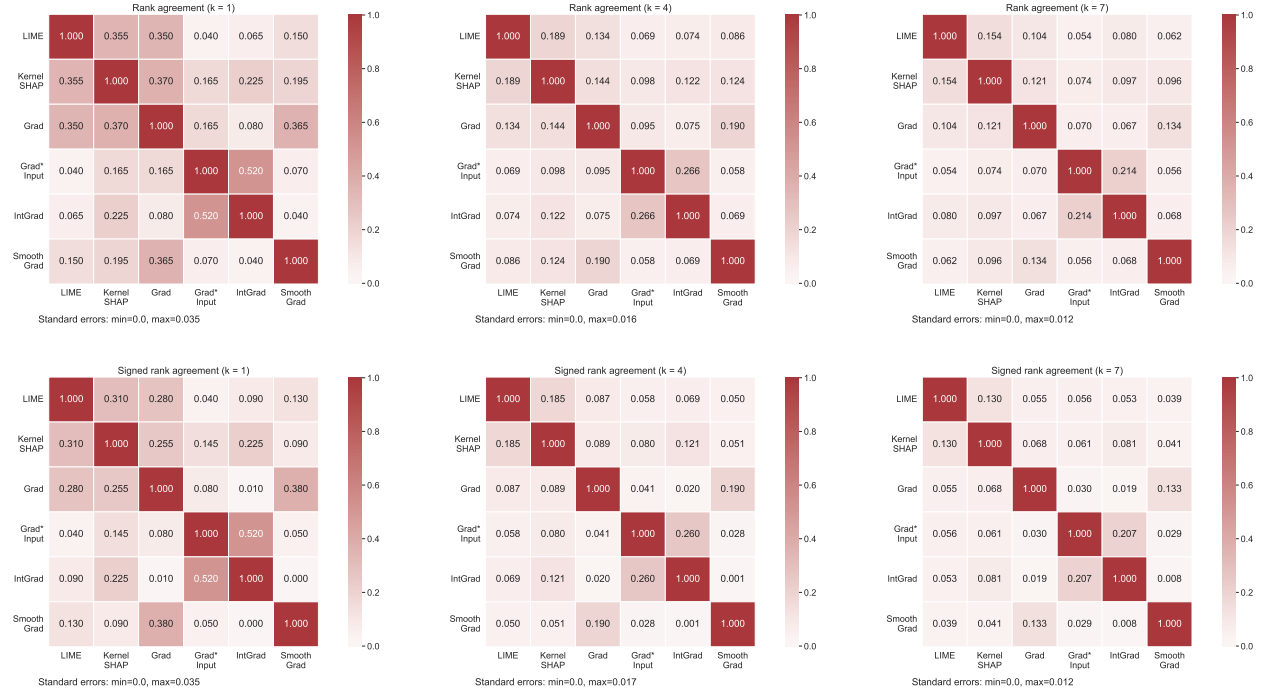 Rank agreement (k = 1)
LIME 1.000 0.355 0.350 0.040 0.065 0.150
Kernel
SHAP 0.355 1.000 0.370 0.165 0.225 0.195
Grad 0.350 0.370 1.000 0.165 0.080 0.365
Grad*
Input 0.040 0.165 0.165 1.000 0.520 0.070
IntGrad 0.065 0.225 0.080 0.520 1.000 0.040
Smooth
Grad 0.150 0.195 0.365 0.070 0.040 1.000
LIME Kernel SHAP Grad Grad* Input IntGrad Smooth Grad
1.0
0.8
0.6
0.4
0.2
0.0
Standard errors: min=0.0, max=0.035
Rank agreement (k = 4)
LIME 1.000 0.189 0.134 0.069 0.074 0.086
Kernel
SHAP 0.189 1.000 0.144 0.098 0.122 0.124
Grad 0.134 0.144 1.000 0.095 0.075 0.190
Grad*
Input 0.069 0.098 0.095 1.000 0.266 0.058
IntGrad 0.074 0.122 0.075 0.266 1.000 0.069
Smooth
Grad 0.086 0.124 0.190 0.058 0.069 1.000
LIME Kernel SHAP Grad Grad* Input IntGrad Smooth Grad
1.0
0.8
0.6
0.4
0.2
0.0
Standard errors: min=0.0, max=0.016
Rank agreement (k = 7)
LIME 1.000 0.154 0.104 0.054 0.080 0.062
Kernel
SHAP 0.154 1.000 0.121 0.074 0.097 0.096
Grad 0.104 0.121 1.000 0.070 0.067 0.134
Grad*
Input 0.054 0.074 0.070 1.000 0.214 0.056
IntGrad 0.080 0.097 0.067 0.214 1.000 0.068
Smooth
Grad 0.062 0.096 0.134 0.056 0.068 1.000
LIME Kernel SHAP Grad Grad* Input IntGrad Smooth Grad
1.0
0.8
0.6
0.4
0.2
0.0
Standard errors: min=0.0, max=0.012
Signed rank agreement (k = 1)
LIME 1.000 0.310 0.280 0.040 0.090 0.130
Kernel
SHAP 0.310 1.000 0.255 0.145 0.225 0.090
Grad 0.280 0.255 1.000 0.080 0.010 0.380
Grad*
Input 0.040 0.145 0.080 1.000 0.520 0.050
IntGrad 0.090 0.225 0.010 0.520 1.000 0.000
Smooth
Grad 0.130 0.090 0.380 0.050 0.000 1.000
LIME Kernel SHAP Grad Grad* Input IntGrad Smooth Grad
1.0
0.8
0.6
0.4
0.2
0.0
Standard errors: min=0.0, max=0.035
Signed rank agreement (k = 4)
LIME 1.000 0.185 0.087 0.058 0.069 0.050
Kernel
SHAP 0.185 1.000 0.089 0.080 0.121 0.051
Grad 0.087 0.089 1.000 0.041 0.020 0.190
Grad*
Input 0.058 0.080 0.041 1.000 0.260 0.028
IntGrad 0.069 0.121 0.020 0.260 1.000 0.001
Smooth
Grad 0.050 0.051 0.190 0.028 0.001 1.000
LIME Kernel SHAP Grad Grad* Input IntGrad Smooth Grad
1.0
0.8
0.6
0.4
0.2
0.0
Standard errors: min=0.0, max=0.017
Signed rank agreement (k = 7)
LIME 1.000 0.130 0.055 0.056 0.053 0.039
Kernel
SHAP 0.130 1.000 0.068 0.061 0.081 0.041
Grad 0.055 0.068 1.000 0.030 0.019 0.133
Grad*
Input 0.056 0.061 0.030 1.000 0.207 0.029
IntGrad 0.053 0.081 0.019 0.207 1.000 0.008
Smooth
Grad 0.039 0.041 0.133 0.029 0.008 1.000
LIME Kernel SHAP Grad Grad* Input IntGrad Smooth Grad
1.0
0.8
0.6
0.4
0.2
0.0
Standard errors: min=0.0, max=0.012